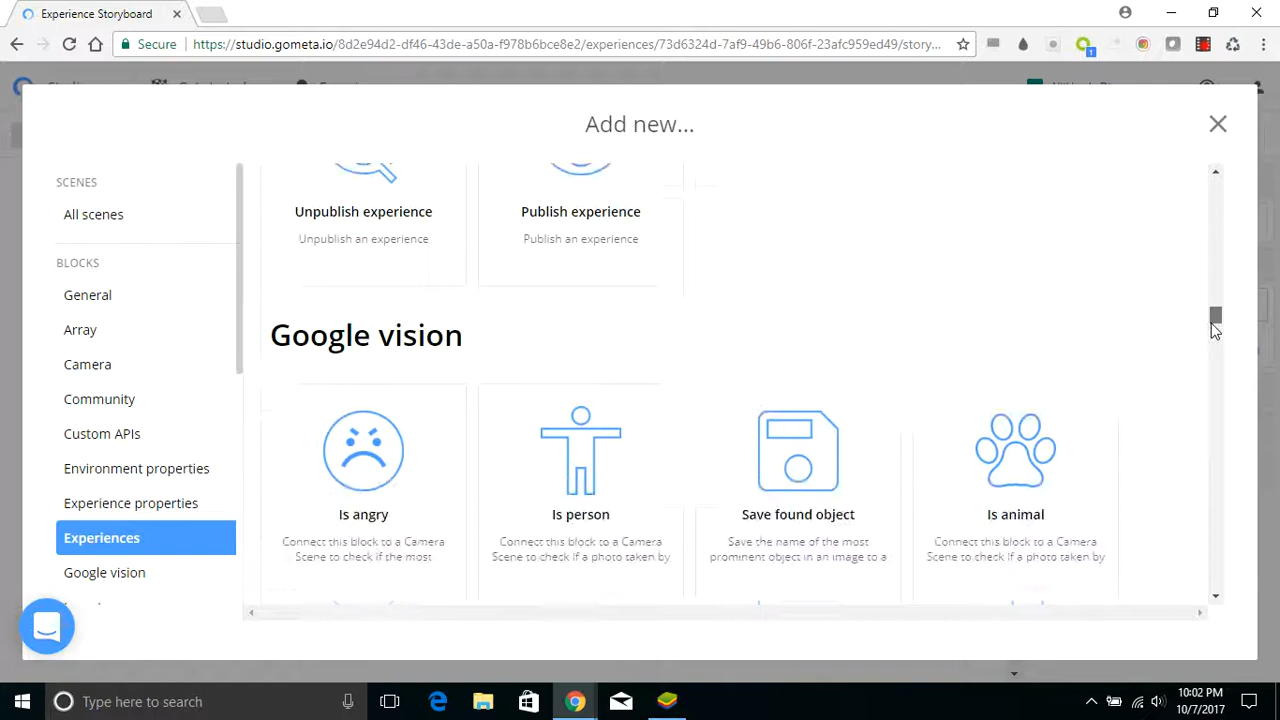 Experience Storyboard
Secure https://studio.gometa.io/8d2e94f2-df46-43de-a50a-f978b6bce8e2/experiences/73d6324d-7af9-49b6-806f-23afc959ed49/story...
1
Add new...
SCENES
All scenes
BLOCKS
General
Array
Camera
Community
Custom APIs
Environment properties
Experience properties
Experiences
Google vision
Unpublish experience
Publish experience
Unpublish an experience
Publish an experience
Google vision
Is angry
Is person
Save found object
Is animal
Connect this block to a Camera
Scene to check if the most
Connect this block to a Camera
Scene to check if a photo taken by
Save the name of the most
prominent object in an image to a
Connect this block to a Camera
Scene to check if a photo taken by
Type here to search
10:02 PM
10/7/2017